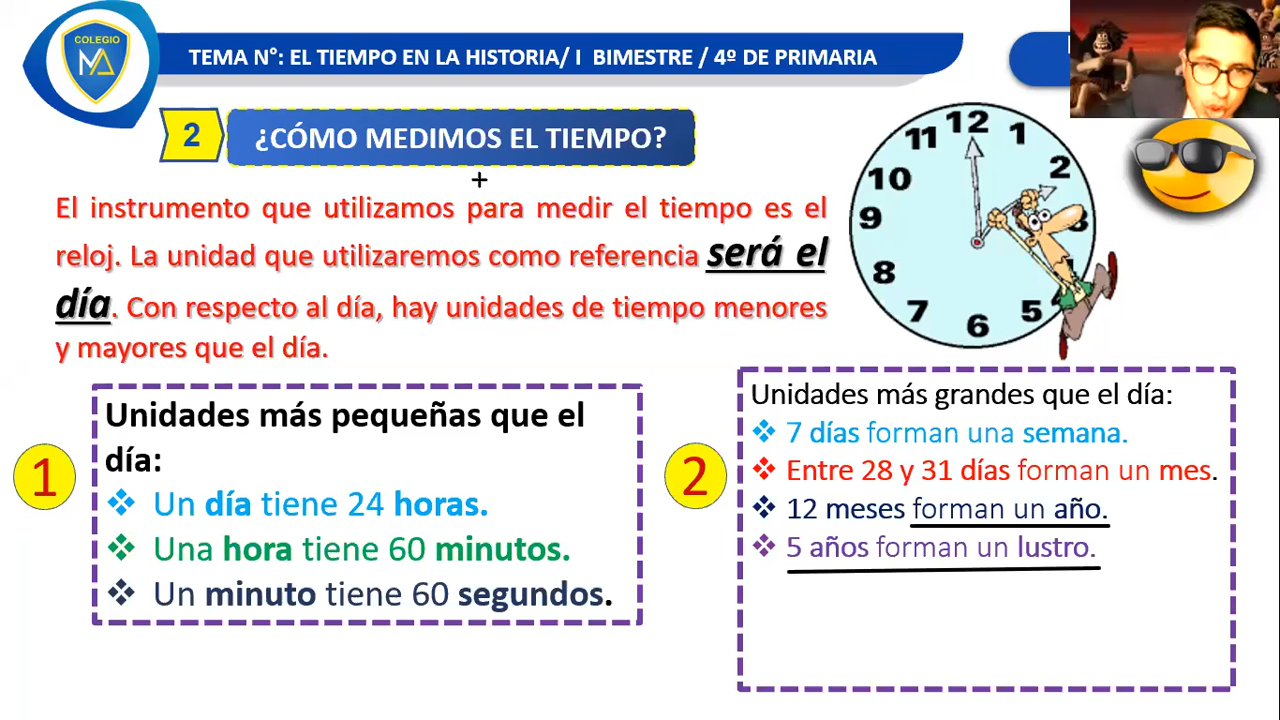 COLEGIO
MA
TEMA N°: EL TIEMPO EN LA HISTORIA/ I BIMESTRE / 4º DE PRIMARIA
2
¿CÓMO MEDIMOS EL TIEMPO?
El instrumento que utilizamos para medir el tiempo es el
reloj. La unidad que utilizaremos como referencia será el
día. Con respecto al día, hay unidades de tiempo menores
y mayores que el día.
12
11 1
10 2
9 3
8
7 5
6
1
Unidades más pequeñas que el
día:
❖ Un día tiene 24 horas.
❖ Una hora tiene 60 minutos.
❖ Un minuto tiene 60 segundos.
2
Unidades más grandes que el día:
❖ 7 días forman una semana.
❖ Entre 28 y 31 días forman un mes.
❖ 12 meses forman un año.
❖ 5 años forman un lustro.